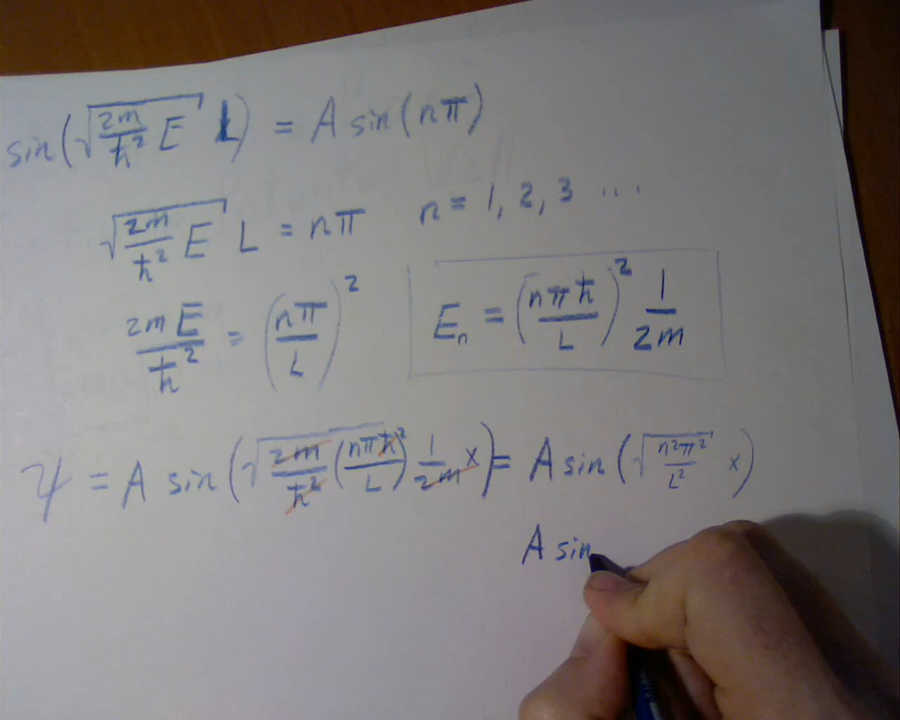 sin(√(2m/ħ² E) L) = A sin(nπ)
√(2m/ħ² E) L = nπ n = 1, 2, 3 ...
2mE/ħ² = (nπ/L)² Eₙ = (nπħ/L)² 1/2m
ψ = A sin(√(2m/ħ² (nπħ/L)² 1/2m) x) = A sin(√(n²π²/L²) x)
A sin